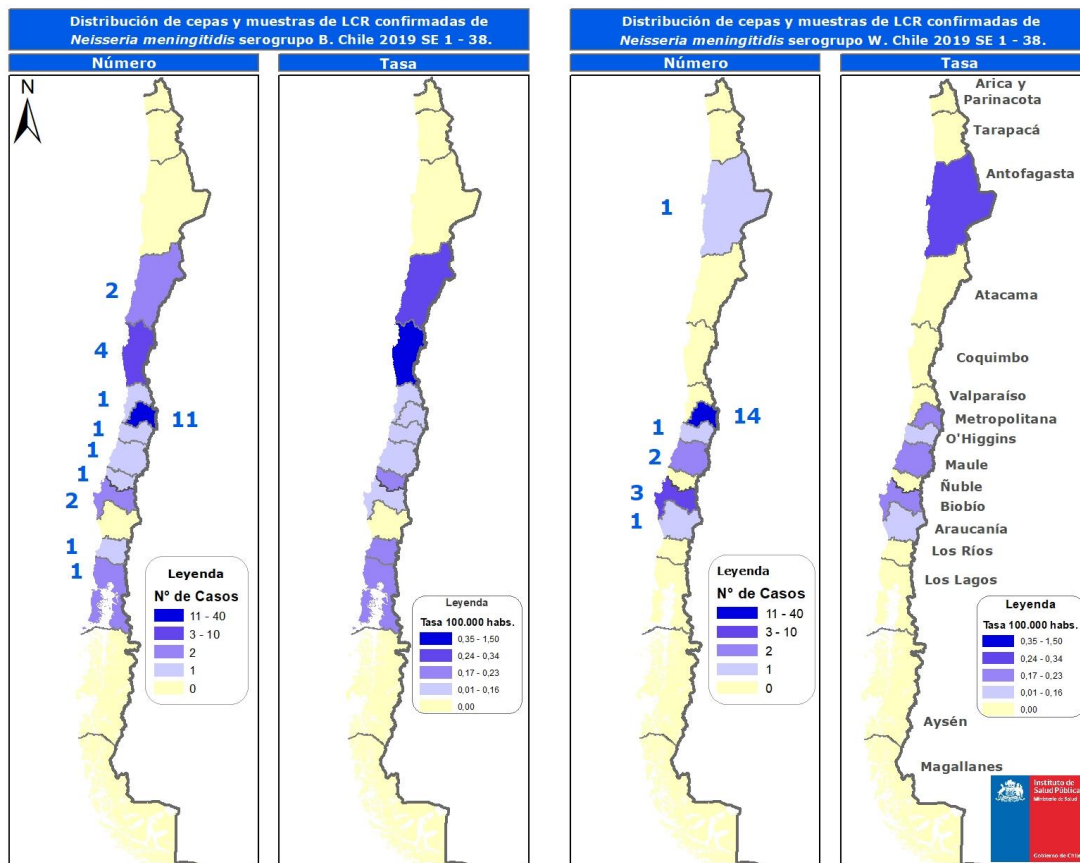 Distribución de cepas y muestras de LCR confirmadas de
Neisseria meningitidis serogrupo B. Chile 2019 SE 1 - 38.
Número
Tasa
N
2
4
1
11
1
1
1
2
1
1
Leyenda
N° de Casos
11 - 40
3 - 10
2
1
0
Leyenda
Tasa 100.000 habs.
0,35 - 1,50
0,24 - 0,34
0,17 - 0,23
0,01 - 0,16
0,00
Distribución de cepas y muestras de LCR confirmadas de
Neisseria meningitidis serogrupo W. Chile 2019 SE 1 - 38.
Número
Tasa
1
14
1
2
3
1
Leyenda
N° de Casos
11 - 40
3 - 10
2
1
0
Arica y
Parinacota
Tarapacá
Antofagasta
Atacama
Coquimbo
Valparaíso
Metropolitana
O'Higgins
Maule
Ñuble
Biobío
Araucanía
Los Ríos
Los Lagos
Leyenda
Tasa 100.000 habs.
0,35 - 1,50
0,24 - 0,34
0,17 - 0,23
0,01 - 0,16
0,00
Aysén
Magallanes
Instituto de
Salud Pública
Ministerio de Salud
Gobierno de Chile